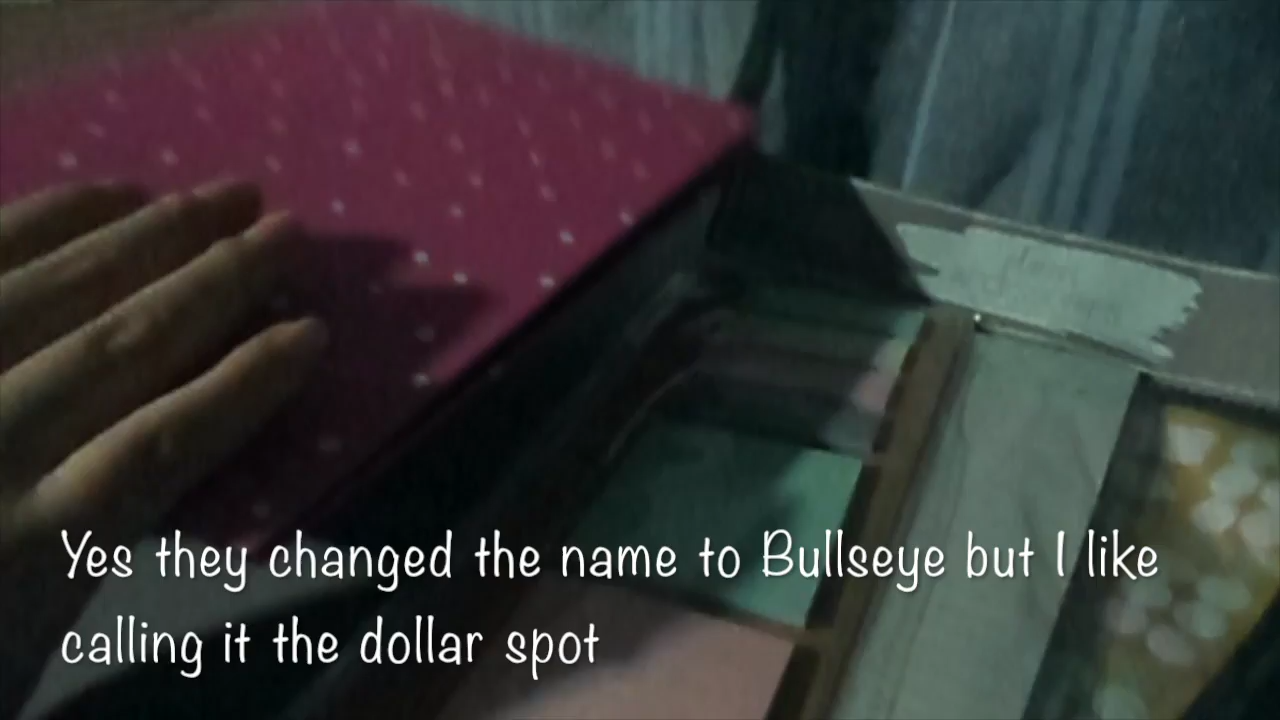 Yes they changed the name to Bullseye but I like
calling it the dollar spot